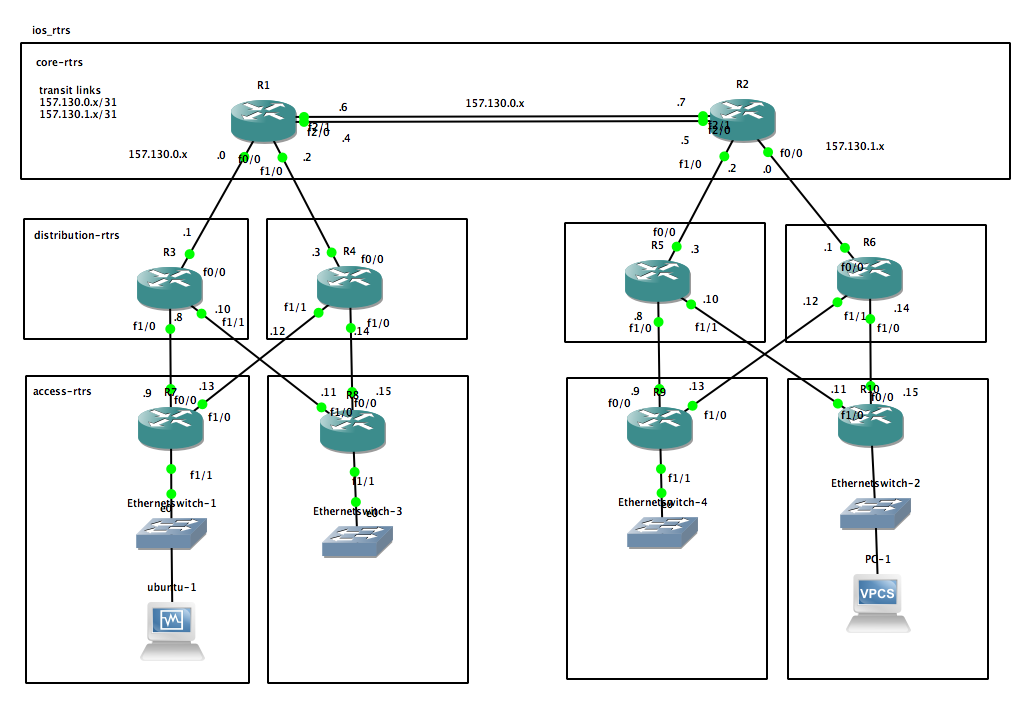 ios_rtrs
core-rtrs
transit links
157.130.0.x/31
157.130.1.x/31
R1
R2
.6
157.130.0.x
.7
f2/1
f2/0
.4
f2/1
f2/0
.5
157.130.0.x
.0
f0/0
.2
f1/0
f1/0
.2
.0
f0/0
157.130.1.x
distribution-rtrs
.1
R3
f0/0
.3
R4
f0/0
f0/0
R5
.3
.1
R6
f0/0
.8
.10
f1/0
f1/1
f1/1
.12
.14
f1/0
.8
f1/0
.10
f1/1
.12
f1/1
.14
f1/0
access-rtrs
.9
R7
f0/0
.13
f1/0
.11
R8
.15
f0/0
f1/0
.9
R9
f0/0
.13
f1/0
.11
R10
f0/0
.15
f1/0
f1/1
f1/1
f1/1
Ethernetswitch-1
e0
Ethernetswitch-3
e0
Ethernetswitch-4
e0
Ethernetswitch-2
ubuntu-1
PC-1
VPCS